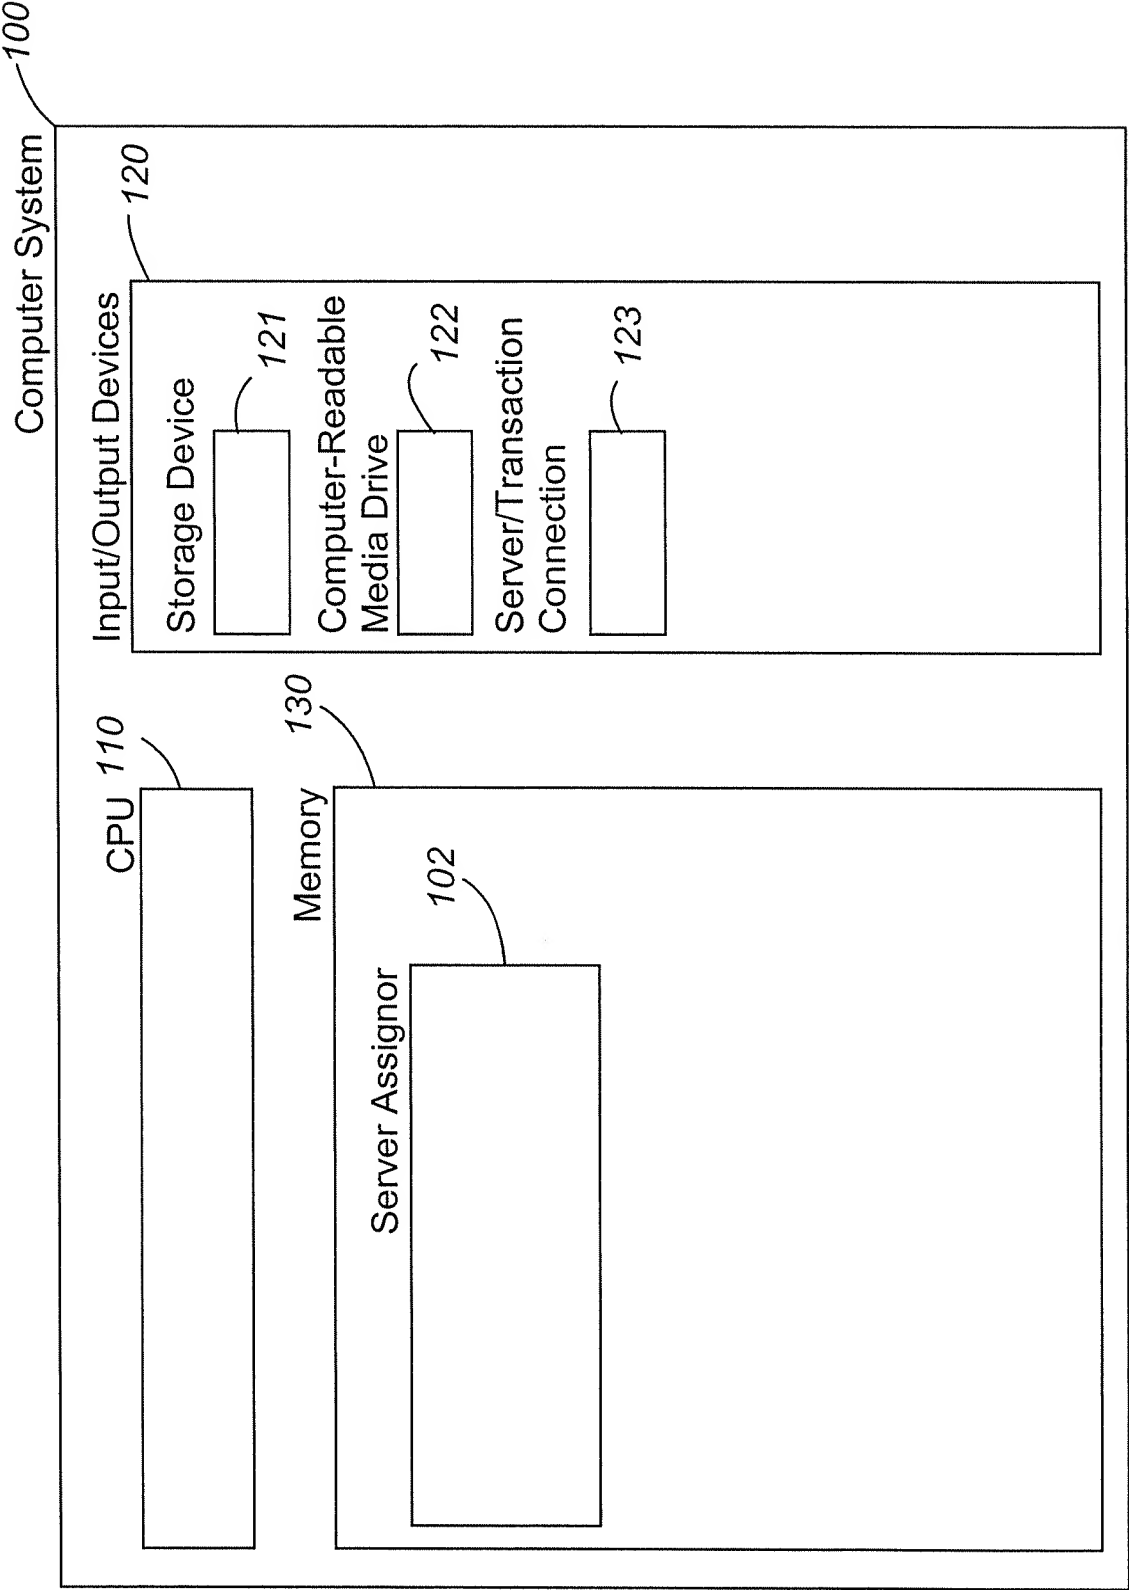 Computer System
100
CPU
110
Memory
130
Server Assignor
102
Input/Output Devices
120
Storage Device
121
Computer-Readable
Media Drive
122
Server/Transaction
Connection
123